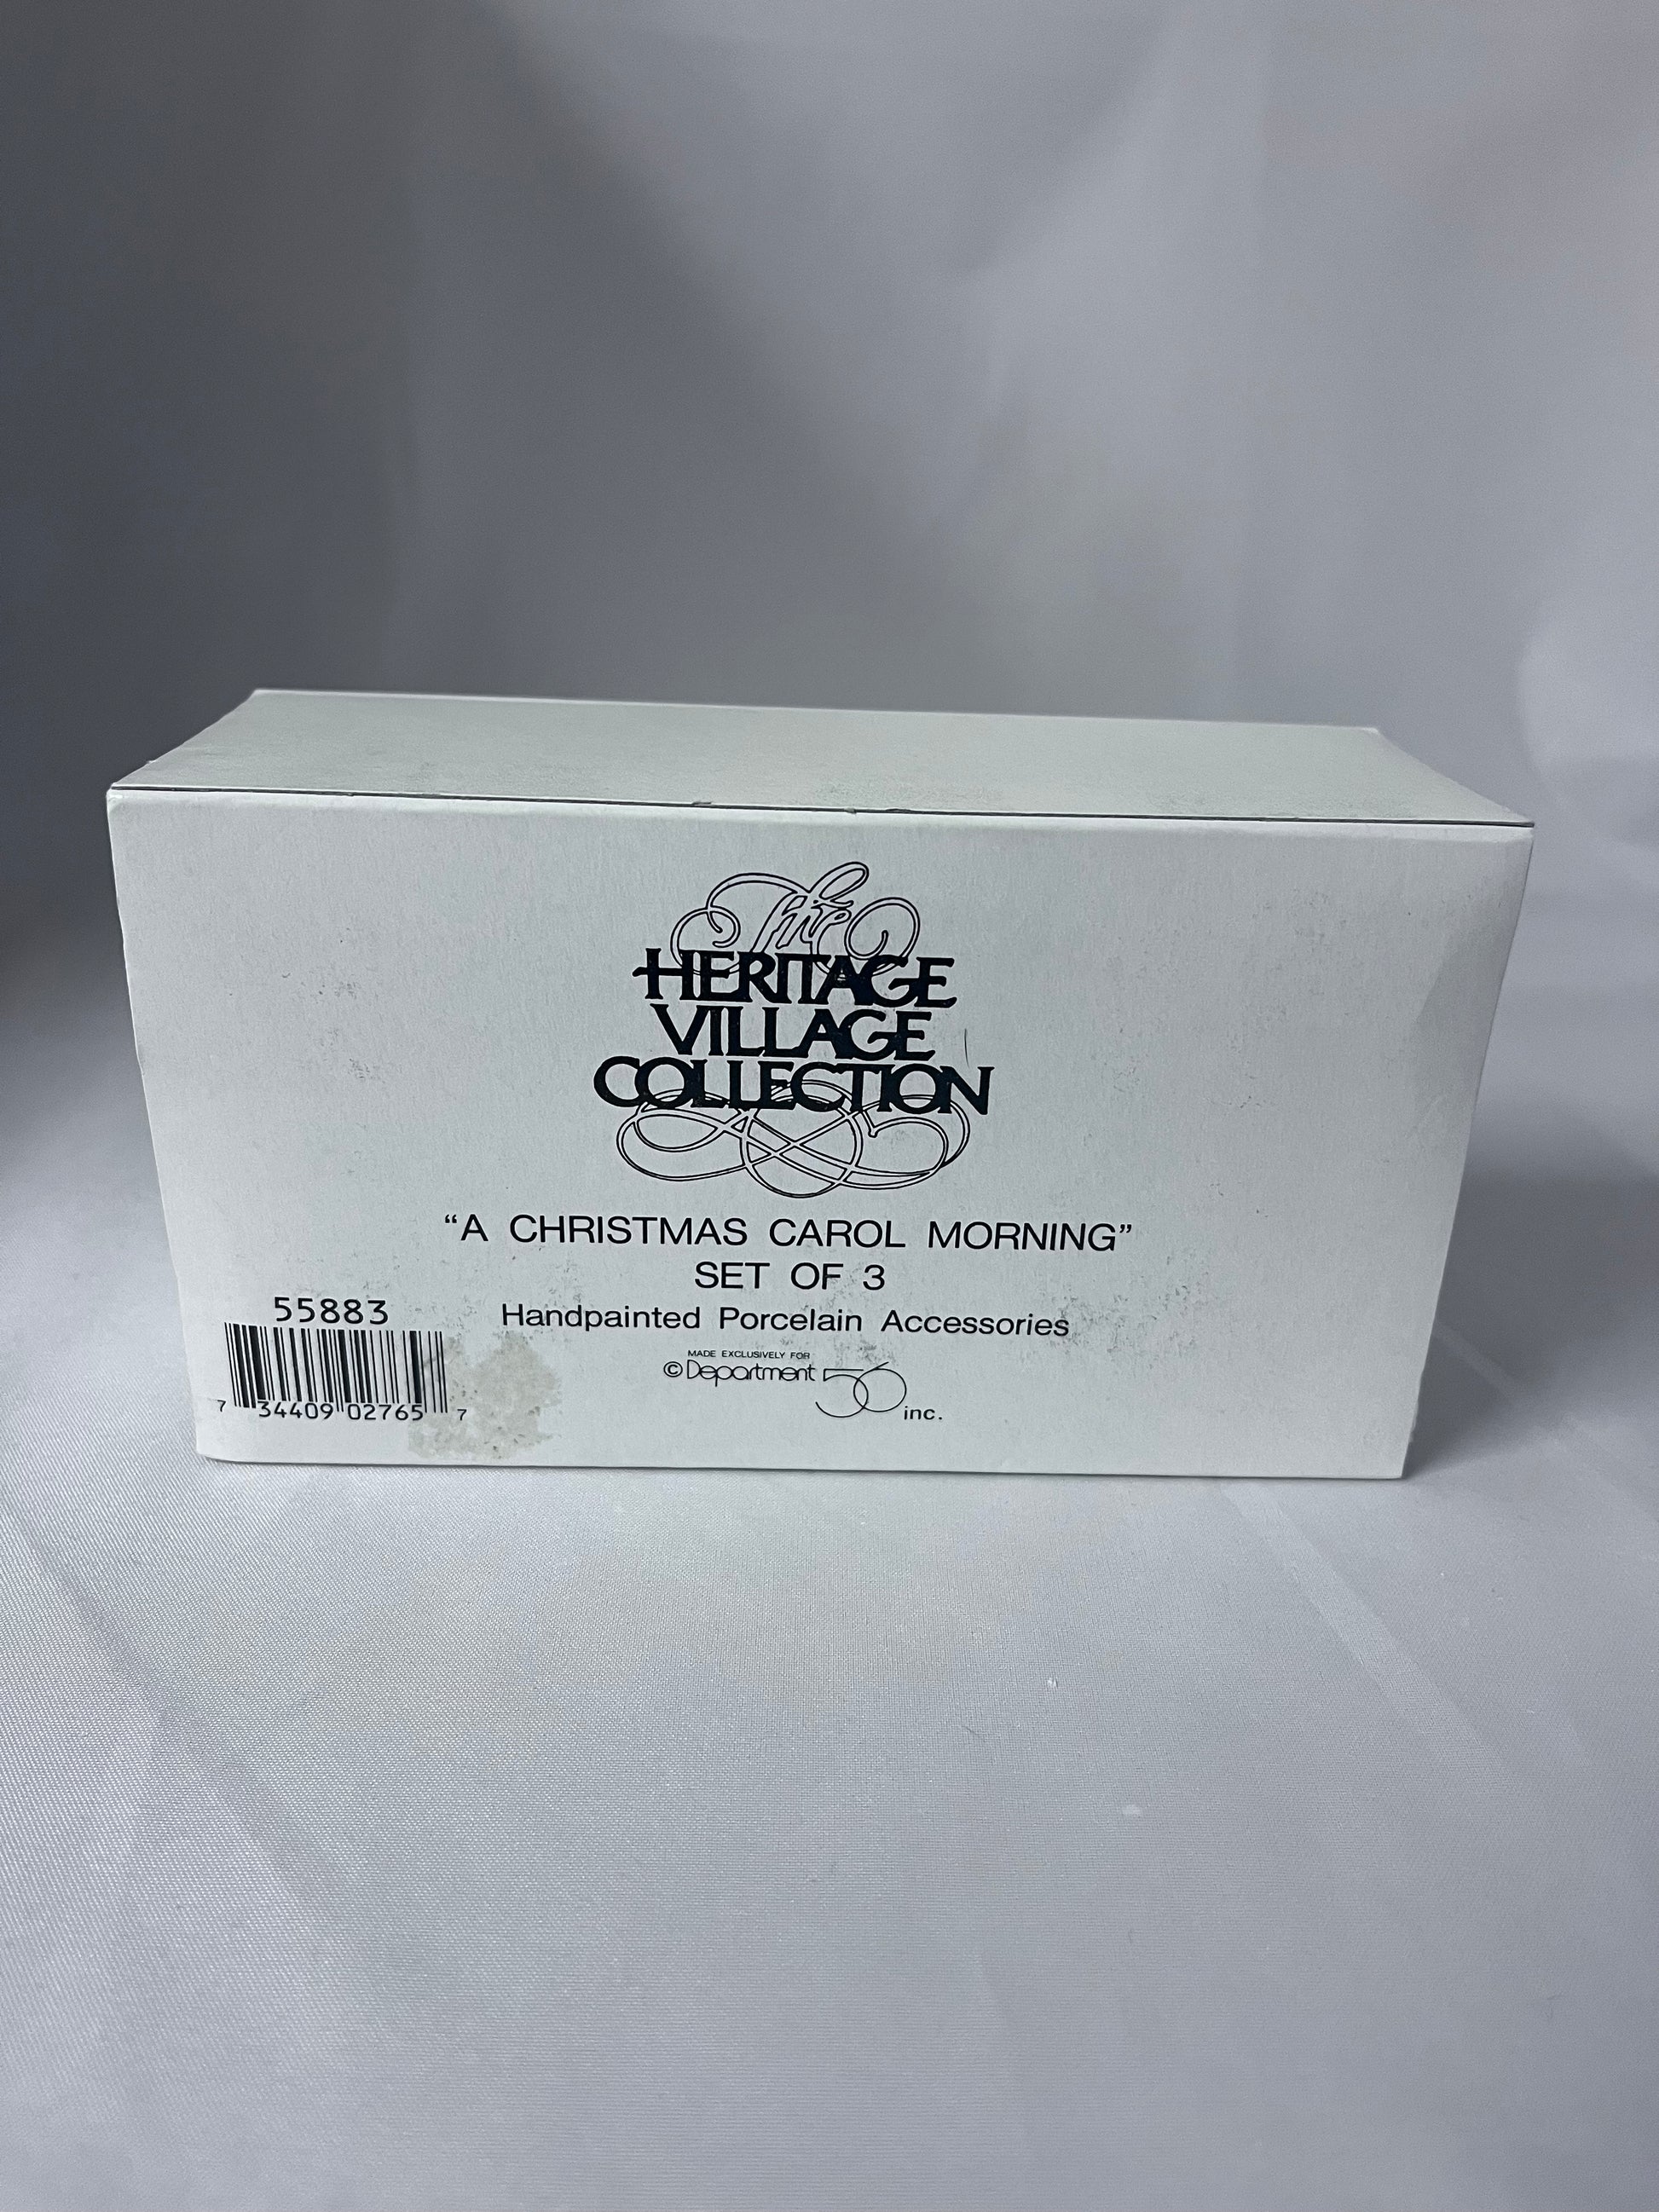 The
HERITAGE
VILLAGE
COLLECTION
“A CHRISTMAS CAROL MORNING”
SET OF 3
Handpainted Porcelain Accessories
MADE EXCLUSIVELY FOR
© Department 56 inc.
55883
7 34409 02765 7